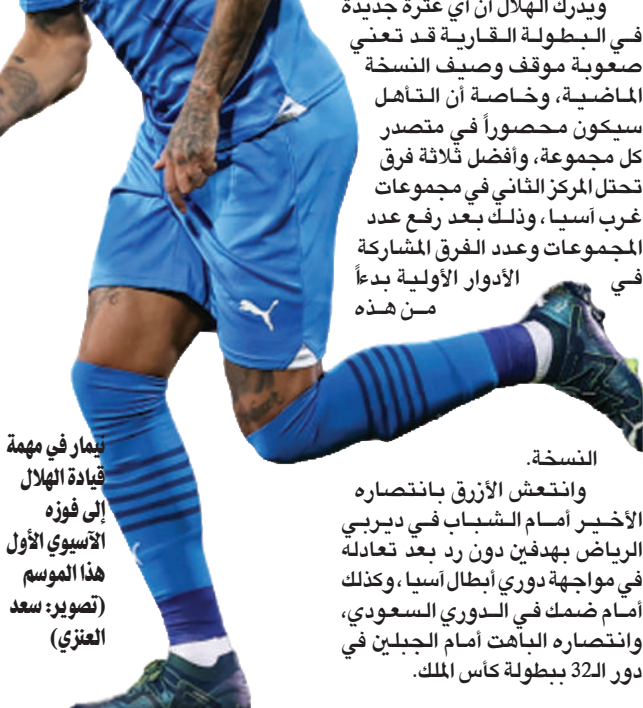 ويدرك الهلال أن أي عثرة جديدة
في البطولة القارية قد تعني
صعوبة موقف وصيف النسخة
الماضية، وخاصة أن التأهل
سيكون محصوراً في متصدر
كل مجموعة، وأفضل ثلاثة فرق
تحتل المركز الثاني في مجموعات
غرب آسيا، وذلك بعد رفع عدد
المجموعات وعدد الفرق المشاركة
في الأدوار الأولية بدءاً
من هذه
النسخة.
وانتعش الأزرق بانتصاره
الأخير أمام الشباب في ديربي
الرياض بهدفين دون رد بعد تعادله
في مواجهة دوري أبطال آسيا، وكذلك
أمام ضمك في الدوري السعودي،
وانتصاره الباهت أمام الجبلين في
دور الـ32 ببطولة كأس الملك.
نيمار في مهمة
قيادة الهلال
إلى فوزه
الآسيوي الأول
هذا الموسم
(تصوير: سعد
العنزي)